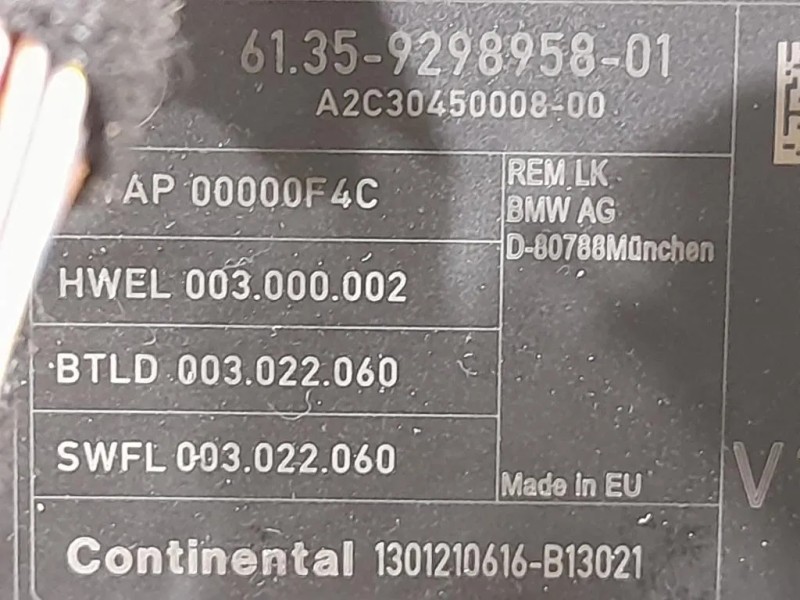 61.35-9298958-01
A2C30450008-00
AP 00000F4C
REM LK
BMW AG
D-80788München
HWEL 003.000.002
BTLD 003.022.060
SWFL 003.022.060
Made in EU
V
Continental 1301210616-B13021